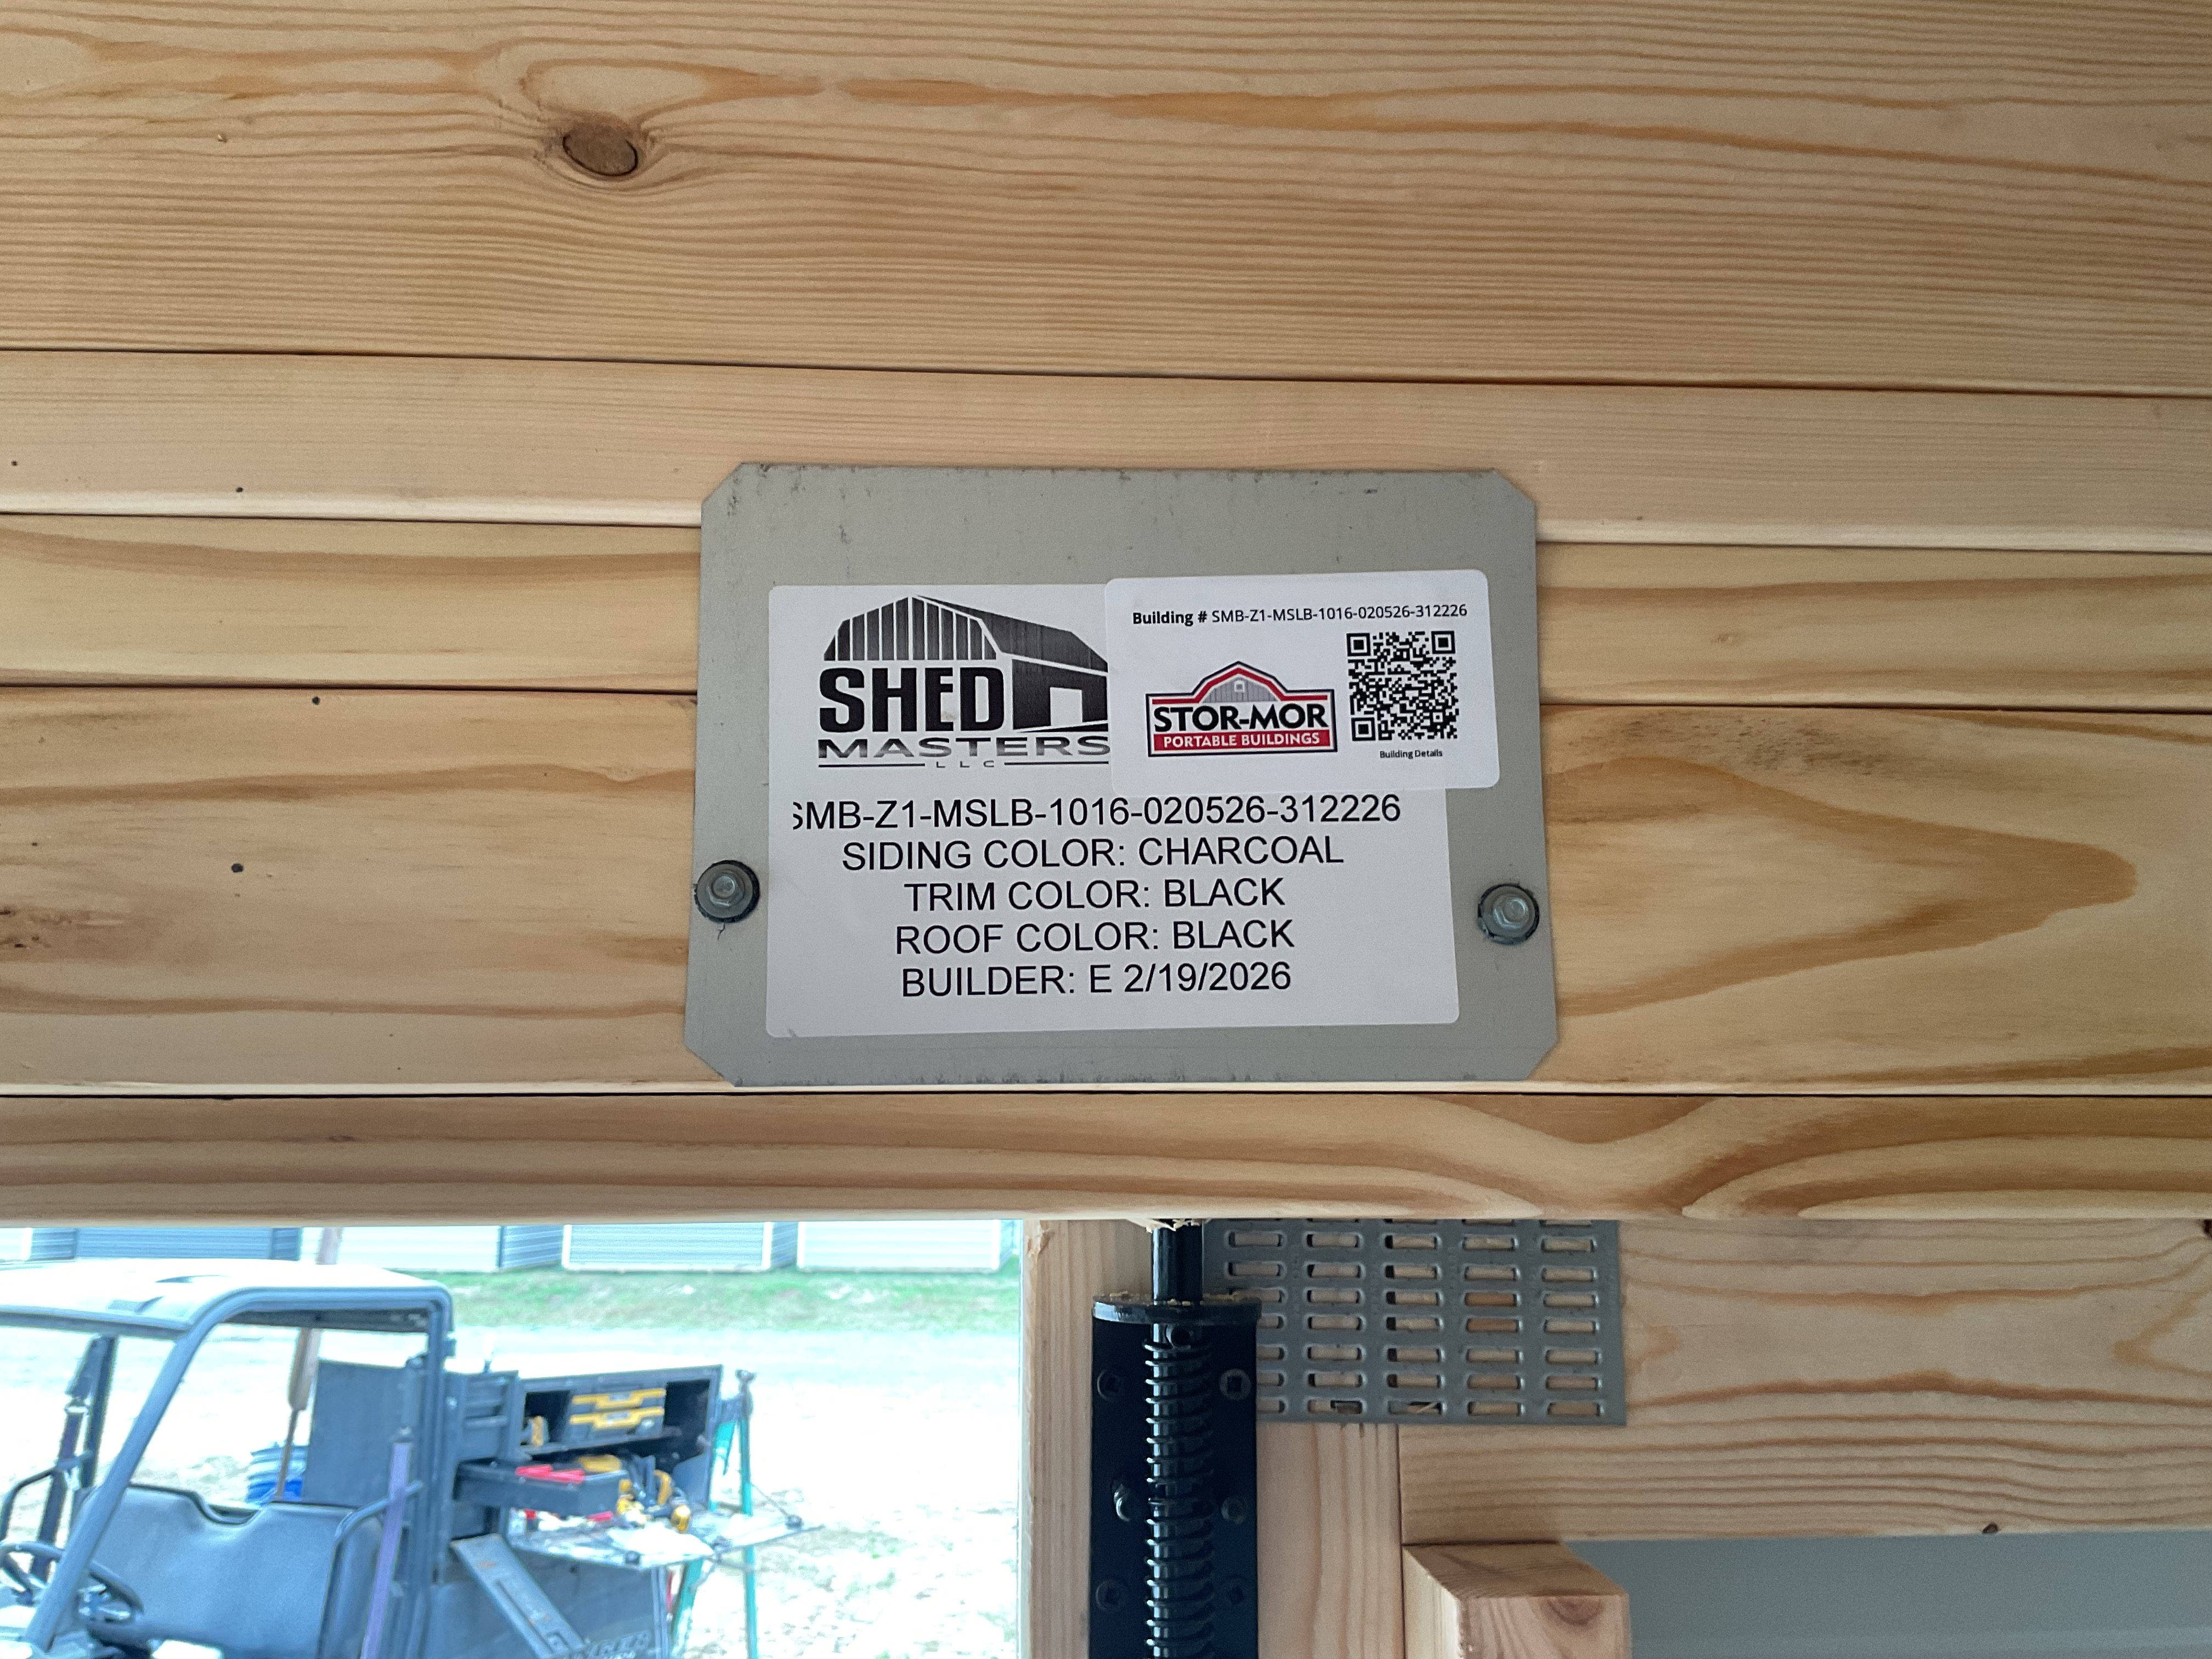 SHED
MASTERS
LLC
Building # SMB-Z1-MSLB-1016-020526-312226
STOR-MOR
PORTABLE BUILDINGS
Building Details
SMB-Z1-MSLB-1016-020526-312226
SIDING COLOR: CHARCOAL
TRIM COLOR: BLACK
ROOF COLOR: BLACK
BUILDER: E 2/19/2026